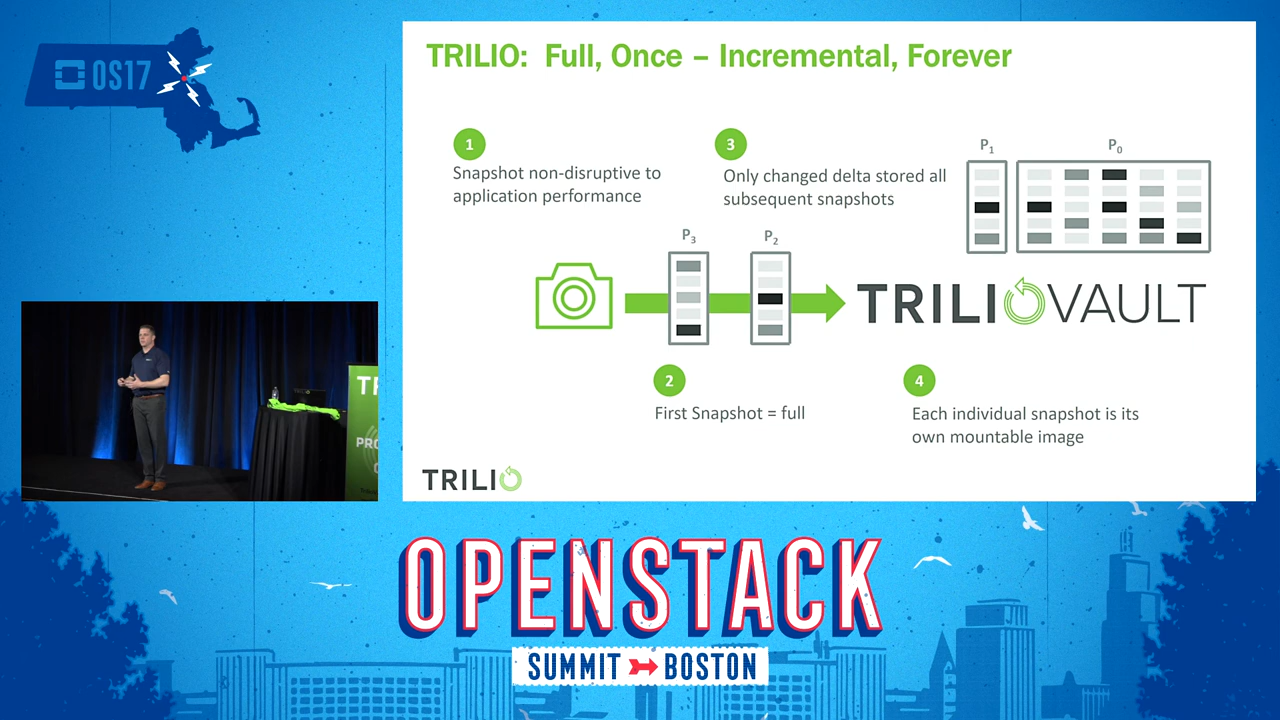 OS17
TRILIO: Full, Once – Incremental, Forever
1
Snapshot non-disruptive to
application performance
3
Only changed delta stored all
subsequent snapshots
P1
P0
P3
P2
TRILIOVAULT
2
First Snapshot = full
4
Each individual snapshot is its
own mountable image
TRILIO
PRO
OPENSTACK
SUMMIT BOSTON